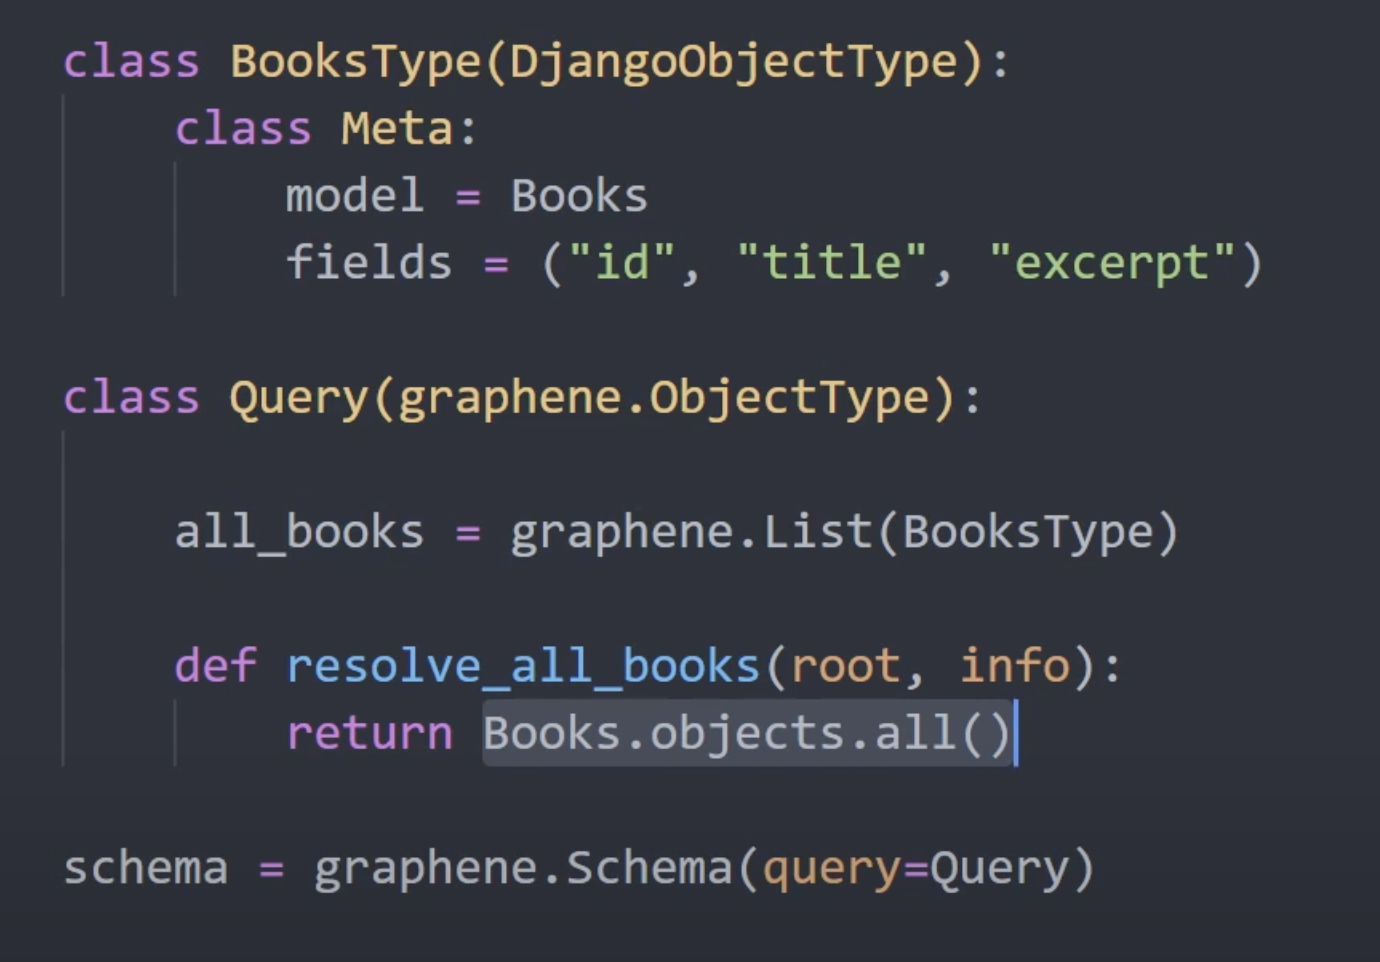 class BooksType(DjangoObjectType):
    class Meta:
        model = Books
        fields = ("id", "title", "excerpt")
class Query(graphene.ObjectType):
    all_books = graphene.List(BooksType)
    def resolve_all_books(root, info):
        return Books.objects.all()
schema = graphene.Schema(query=Query)